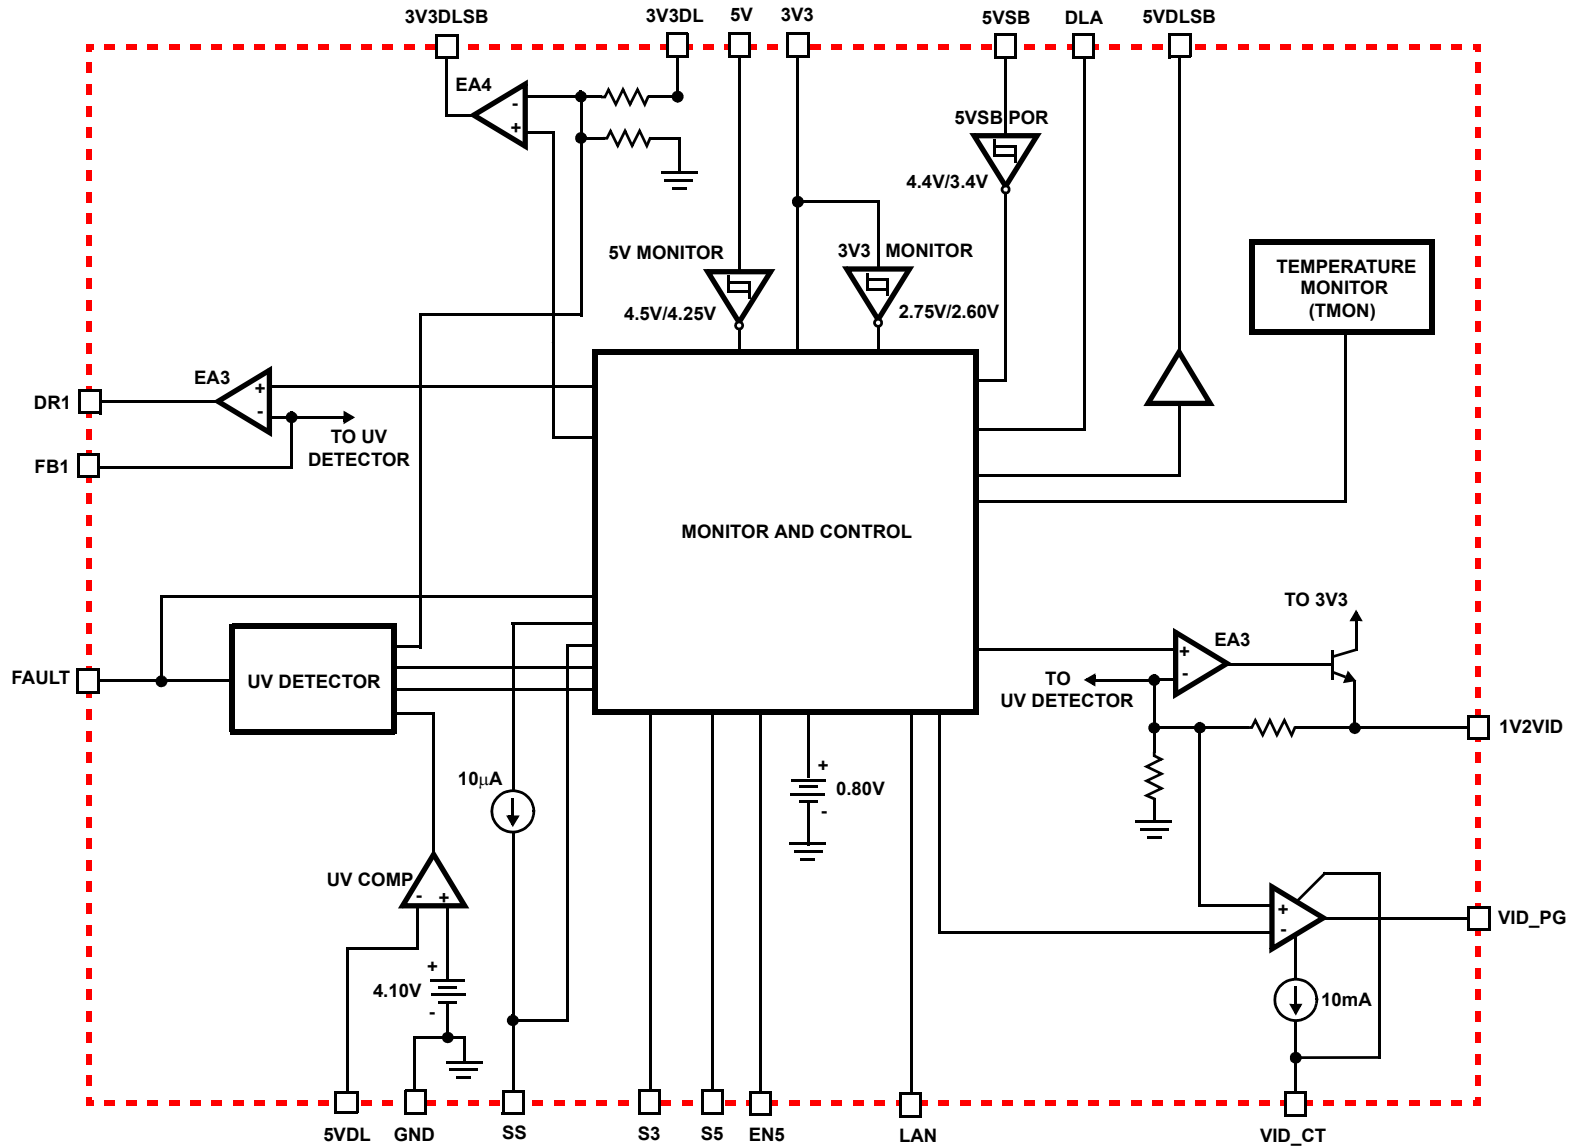 3V3DLSB
3V3DL
5V
3V3
5VSB
DLA
5VDLSB
EA4
-
+
5VSB POR
4.4V/3.4V
5V MONITOR
4.5V/4.25V
3V3 MONITOR
2.75V/2.60V
TEMPERATURE
MONITOR
(TMON)
EA3
+
-
DR1
TO UV
DETECTOR
FB1
MONITOR AND CONTROL
TO 3V3
EA3
+
-
FAULT
UV DETECTOR
TO
UV DETECTOR
1V2VID
10µA
+
0.80V
-
UV COMP
-
+
+
-
VID_PG
+
4.10V
-
10mA
5VDL
GND
SS
S3
S5
EN5
LAN
VID_CT